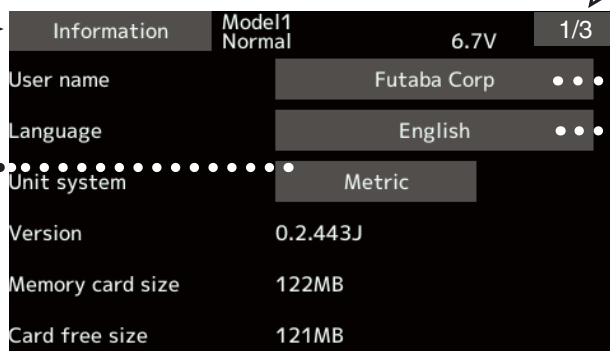 Information Model1 6.7V 1/3
Normal
User name Futaba Corp
Language English
Unit system Metric
Version 0.2.443J
Memory card size 122MB
Card free size 121MB